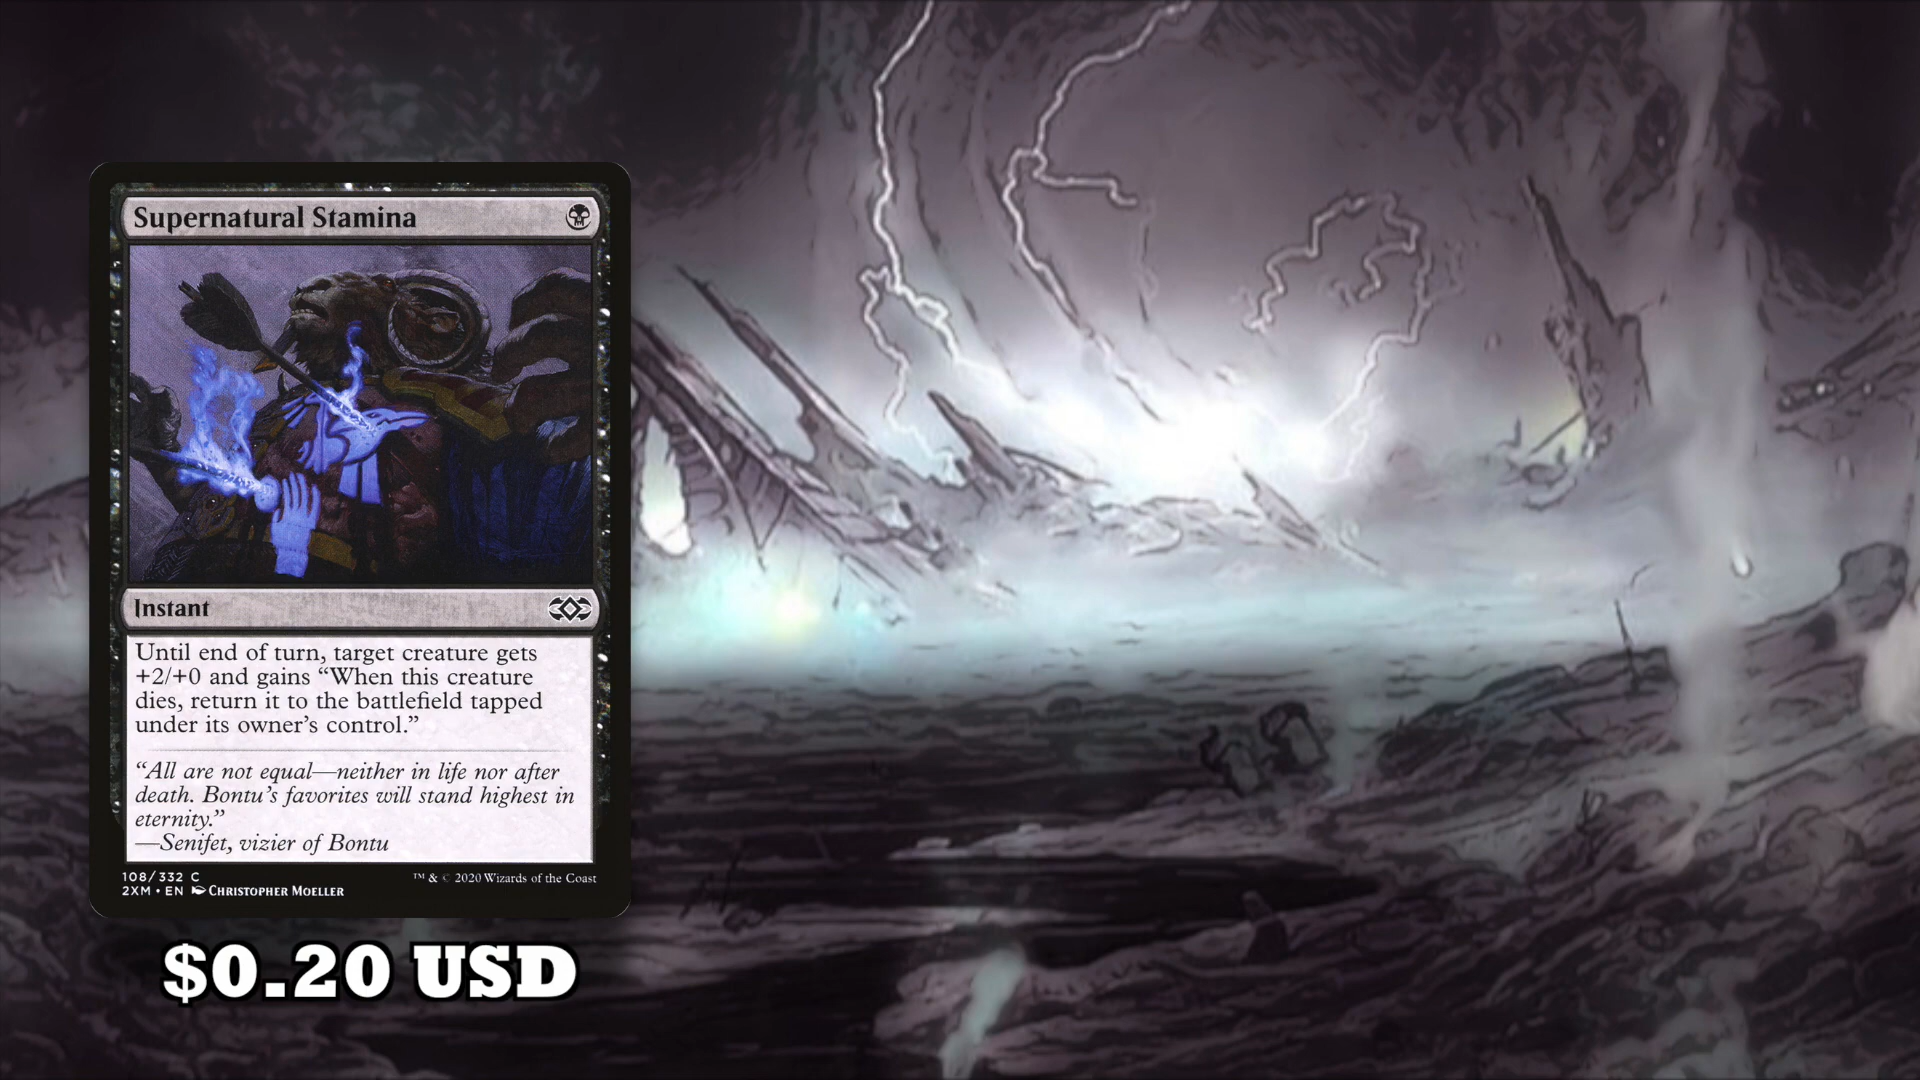 Supernatural Stamina
Instant
Until end of turn, target creature gets
+2/+0 and gains “When this creature
dies, return it to the battlefield tapped
under its owner’s control.”
“All are not equal—neither in life nor after
death. Bontu’s favorites will stand highest in
eternity.”
—Senifet, vizier of Bontu
108/332 C
™ & © 2020 Wizards of the Coast
2XM • EN Christopher Moeller
$0.20 USD